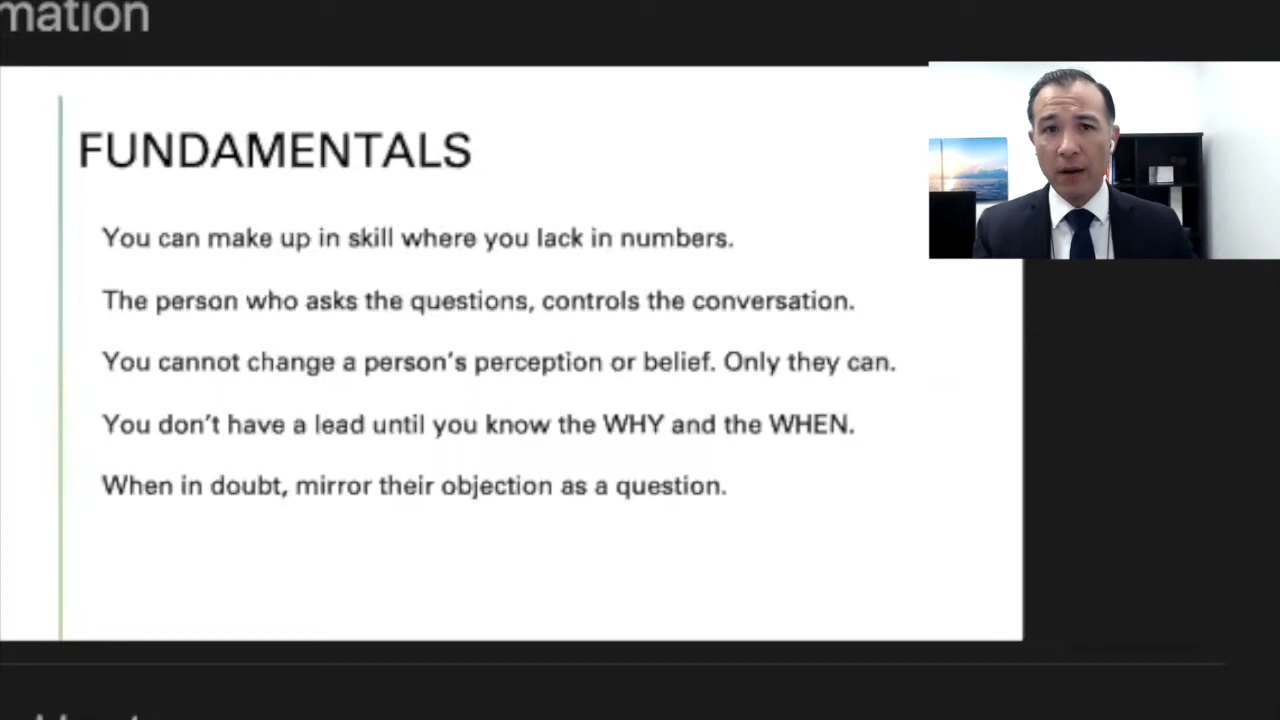 mation
FUNDAMENTALS
You can make up in skill where you lack in numbers.
The person who asks the questions, controls the conversation.
You cannot change a person's perception or belief. Only they can.
You don't have a lead until you know the WHY and the WHEN.
When in doubt, mirror their objection as a question.